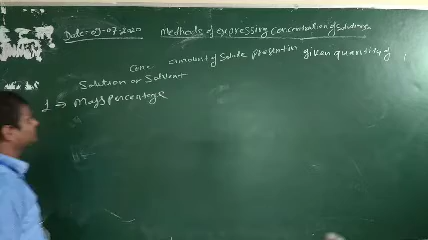 Date=03-07-2020 Methods of expressing concentration of solutions
Conc amount of solute present in given quantity of
Solution or Solvent
1 ⇒ Mass percentage